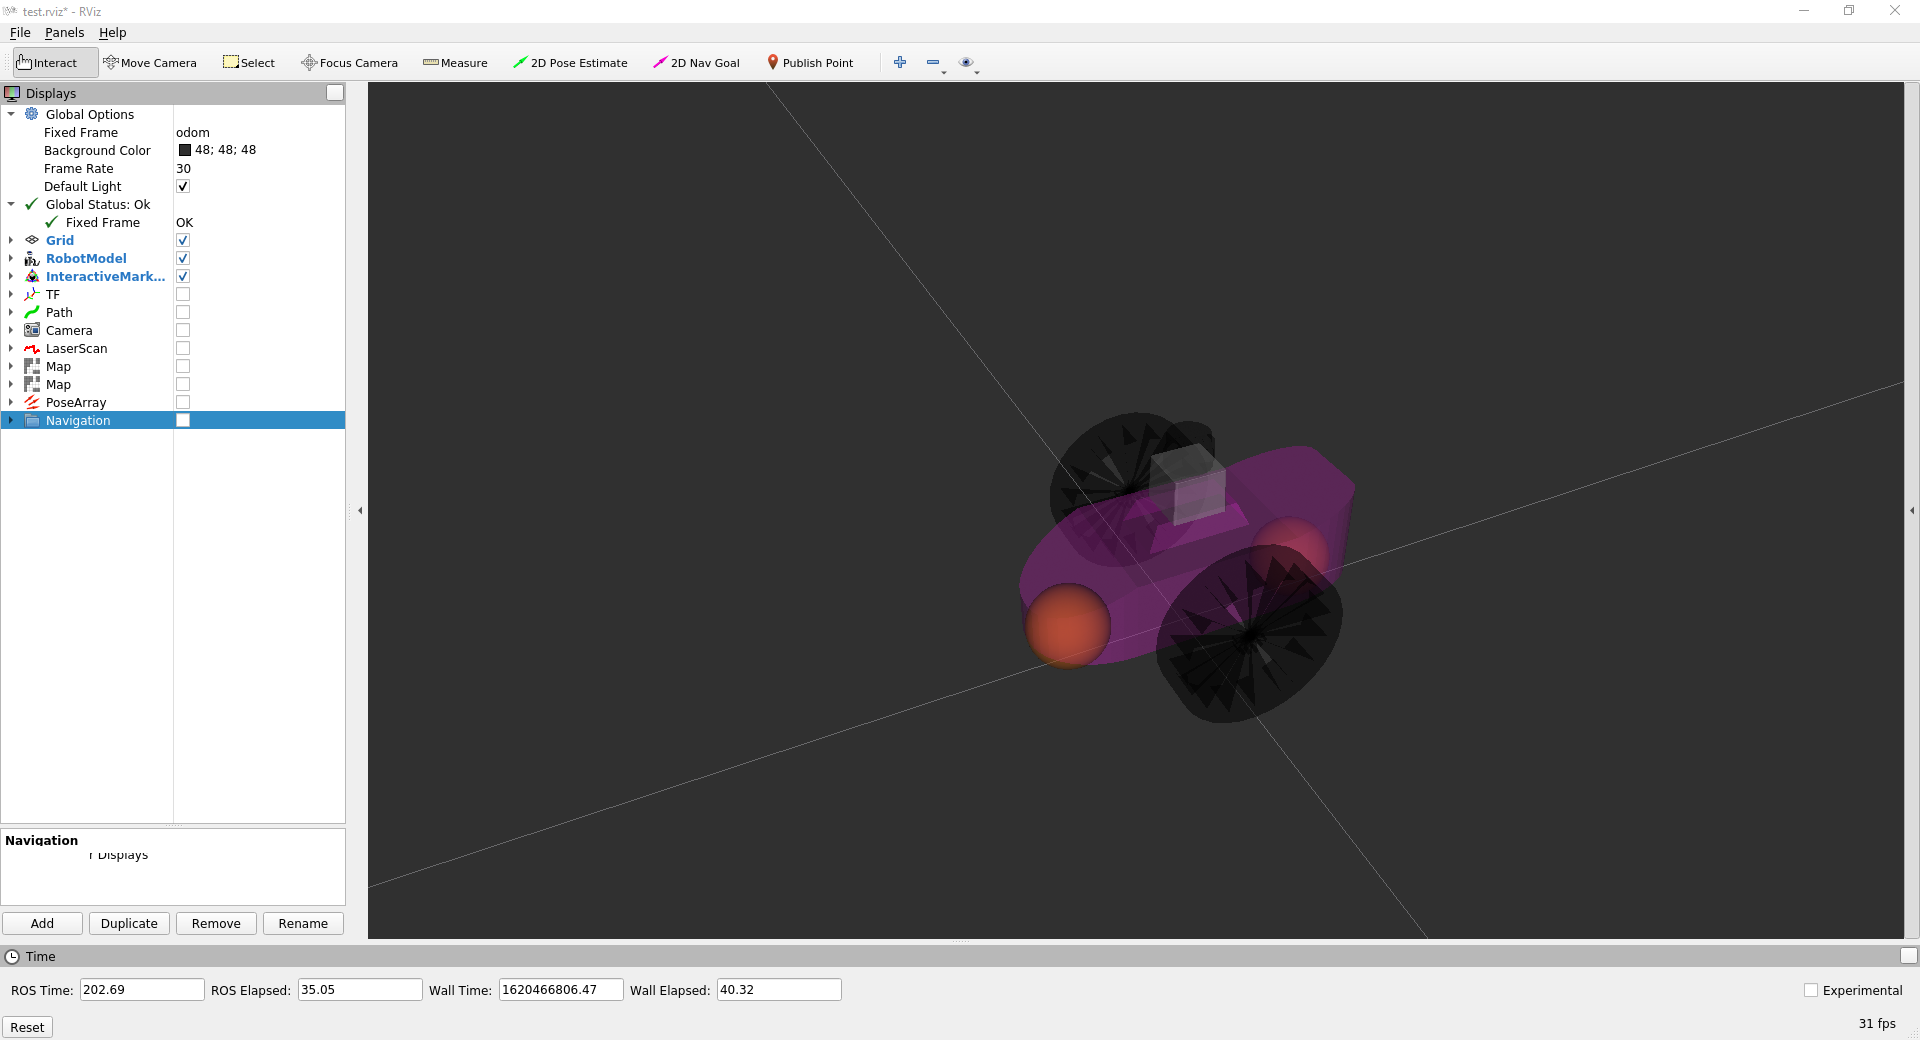 test.rviz* - RViz
File Panels Help
Interact Move Camera Select Focus Camera Measure 2D Pose Estimate 2D Nav Goal Publish Point
Displays
Global Options
Fixed Frame odom
Background Color 48; 48; 48
Frame Rate 30
Default Light
Global Status: Ok
Fixed Frame OK
Grid
RobotModel
InteractiveMark...
TF
Path
Camera
LaserScan
Map
Map
PoseArray
Navigation
Navigation
r Displays
Add Duplicate Remove Rename
Time
ROS Time: 202.69 ROS Elapsed: 35.05 Wall Time: 1620466806.47 Wall Elapsed: 40.32 Experimental
Reset 31 fps